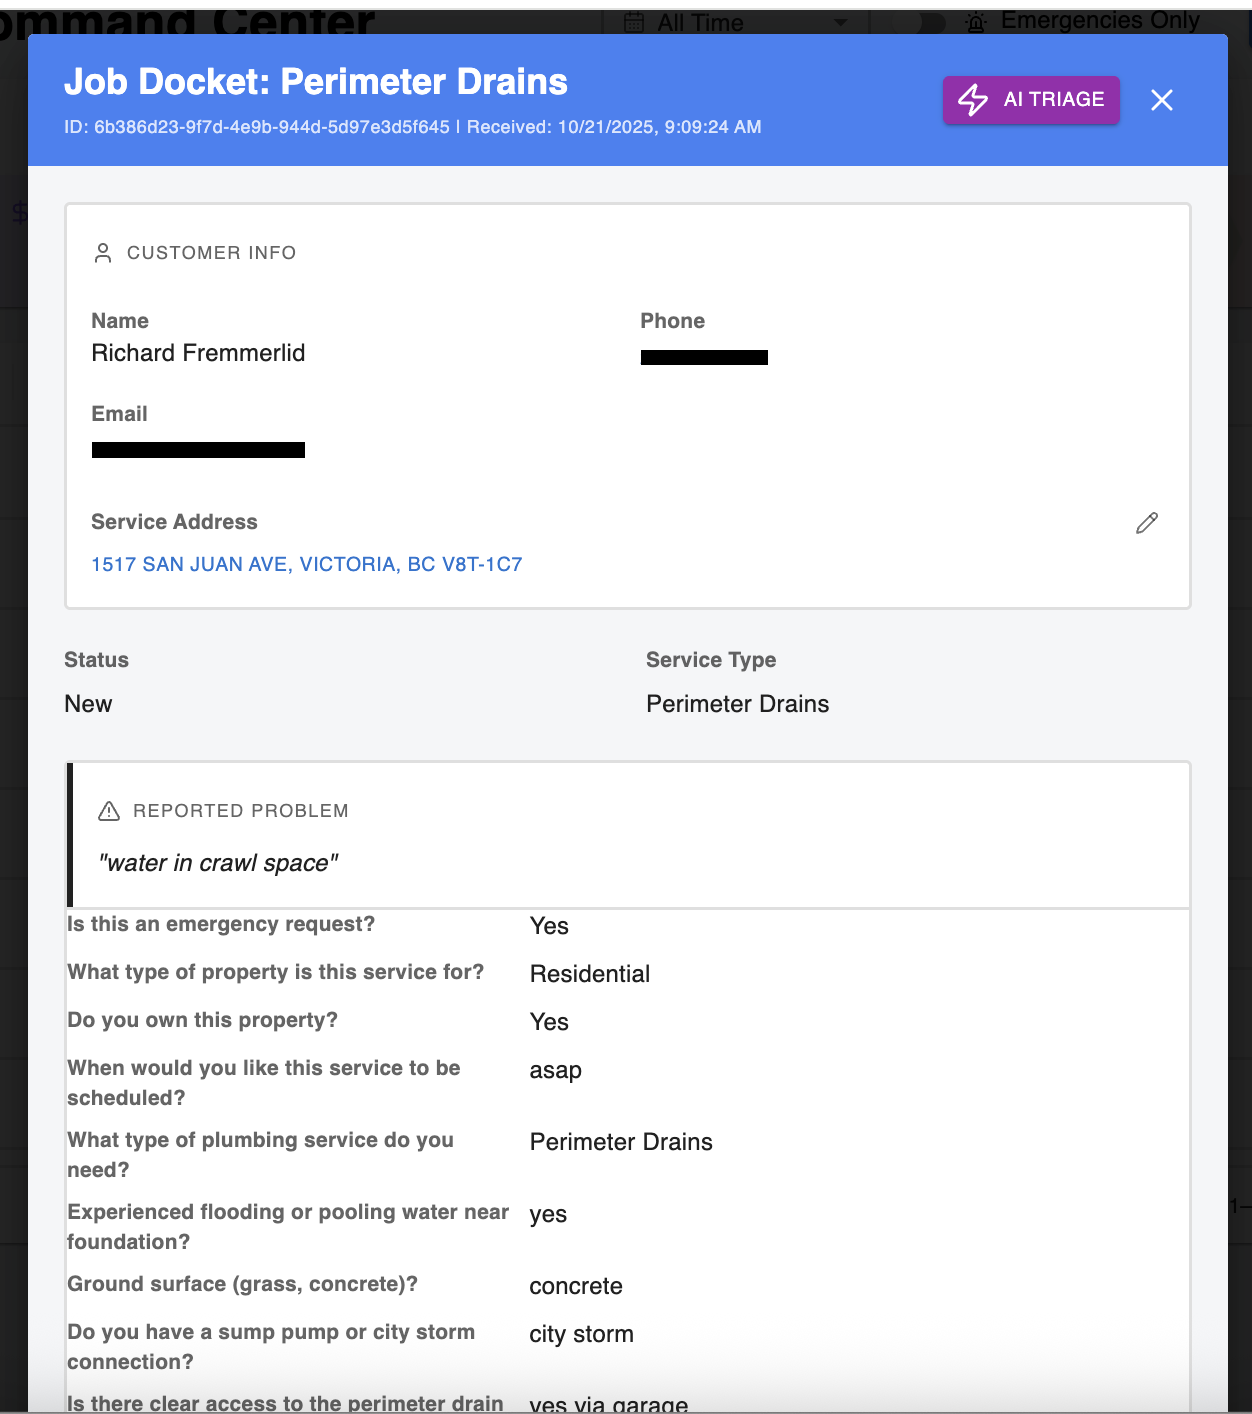 ommand Center
All Time
Emergencies Only
Job Docket: Perimeter Drains
ID: 6b386d23-9f7d-4e9b-944d-5d97e3d5f645 | Received: 10/21/2025, 9:09:24 AM
AI TRIAGE
$
CUSTOMER INFO
Name
Phone
Richard Fremmerlid
Email
Service Address
1517 SAN JUAN AVE, VICTORIA, BC V8T-1C7
Status
Service Type
New
Perimeter Drains
REPORTED PROBLEM
"water in crawl space"
Is this an emergency request? Yes
What type of property is this service for? Residential
Do you own this property? Yes
When would you like this service to be asap
scheduled?
What type of plumbing service do you Perimeter Drains
need?
Experienced flooding or pooling water near yes
foundation?
1–
Ground surface (grass, concrete)? concrete
Do you have a sump pump or city storm city storm
connection?
Is there clear access to the perimeter drain yes via garage